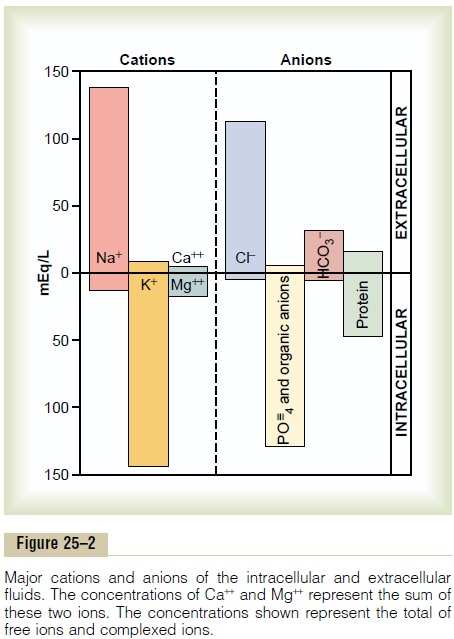 Cations Anions
150
100
50
0
50
100
150
mEq/L
Na⁺
K⁺
Ca⁺⁺
Mg⁺⁺
Cl⁻
PO₄≡ and organic anions
HCO₃⁻
Protein
EXTRACELLULAR
INTRACELLULAR
Figure 25–2
Major cations and anions of the intracellular and extracellular
fluids. The concentrations of Ca⁺⁺ and Mg⁺⁺ represent the sum of
these two ions. The concentrations shown represent the total of
free ions and complexed ions.